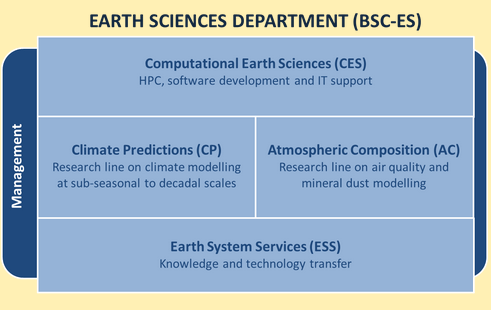 EARTH SCIENCES DEPARTMENT (BSC-ES)
Management
Computational Earth Sciences (CES)
HPC, software development and IT support
Climate Predictions (CP)
Research line on climate modelling
at sub-seasonal to decadal scales
Atmospheric Composition (AC)
Research line on air quality and
mineral dust modelling
Earth System Services (ESS)
Knowledge and technology transfer